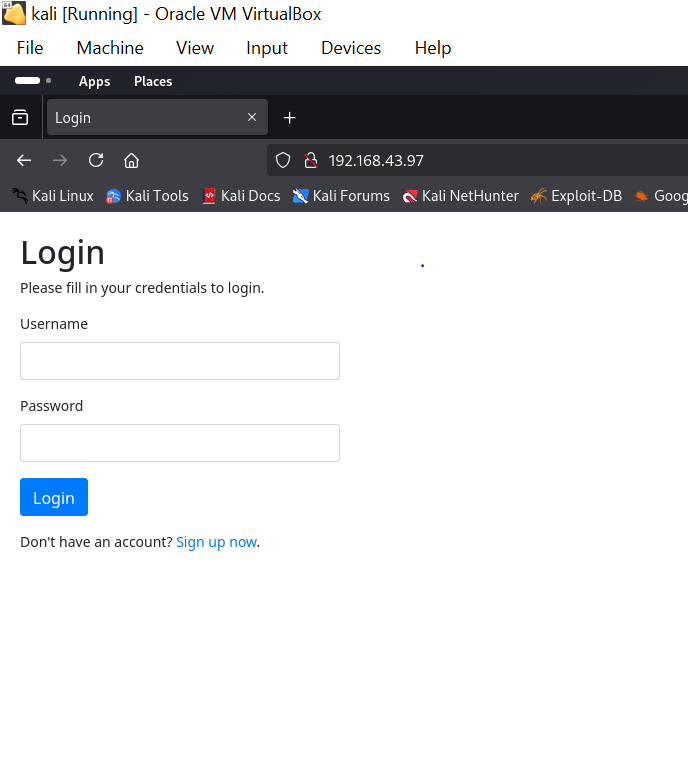 kali [Running] - Oracle VM VirtualBox
File Machine View Input Devices Help
Apps Places
Login
192.168.43.97
Kali Linux Kali Tools Kali Docs Kali Forums Kali NetHunter Exploit-DB Goog
Login
Please fill in your credentials to login.
Username
Password
Login
Don't have an account? Sign up now.